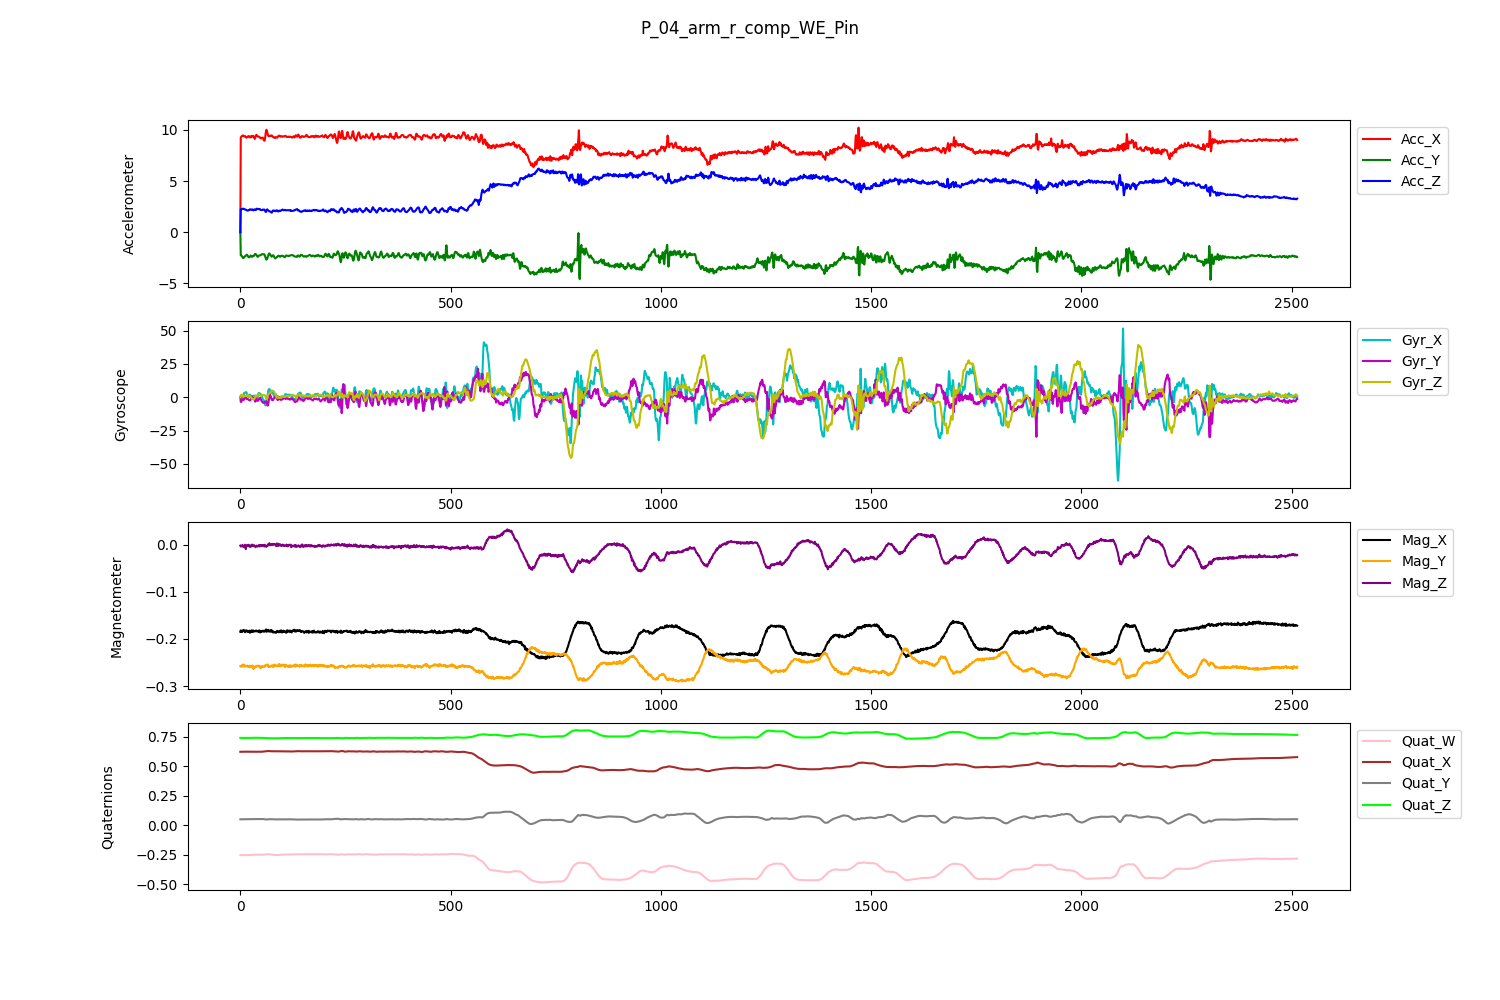 P_04_arm_r_comp_WE_Pin
Accelerometer
10
5
0
−5
0 500 1000 1500 2000 2500
Acc_X
Acc_Y
Acc_Z
Gyroscope
50
25
0
−25
−50
0 500 1000 1500 2000 2500
Gyr_X
Gyr_Y
Gyr_Z
Magnetometer
0.0
−0.1
−0.2
−0.3
0 500 1000 1500 2000 2500
Mag_X
Mag_Y
Mag_Z
Quaternions
0.75
0.50
0.25
0.00
−0.25
−0.50
0 500 1000 1500 2000 2500
Quat_W
Quat_X
Quat_Y
Quat_Z